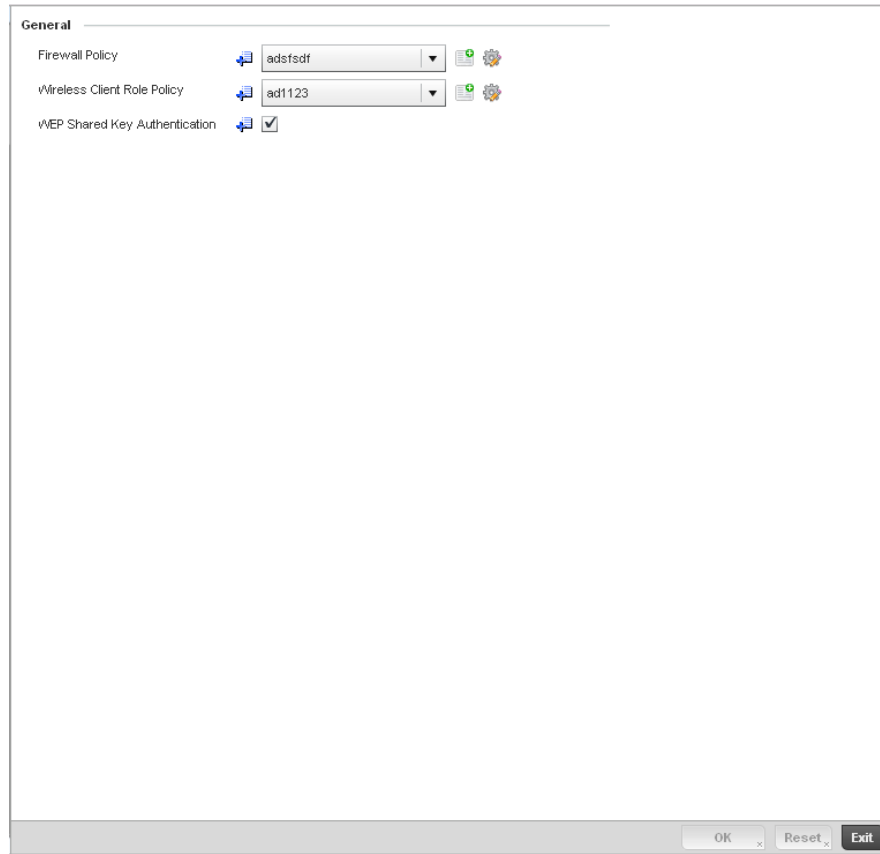 General
Firewall Policy adsfsdf
Wireless Client Role Policy ad1123
WEP Shared Key Authentication
OK Reset Exit